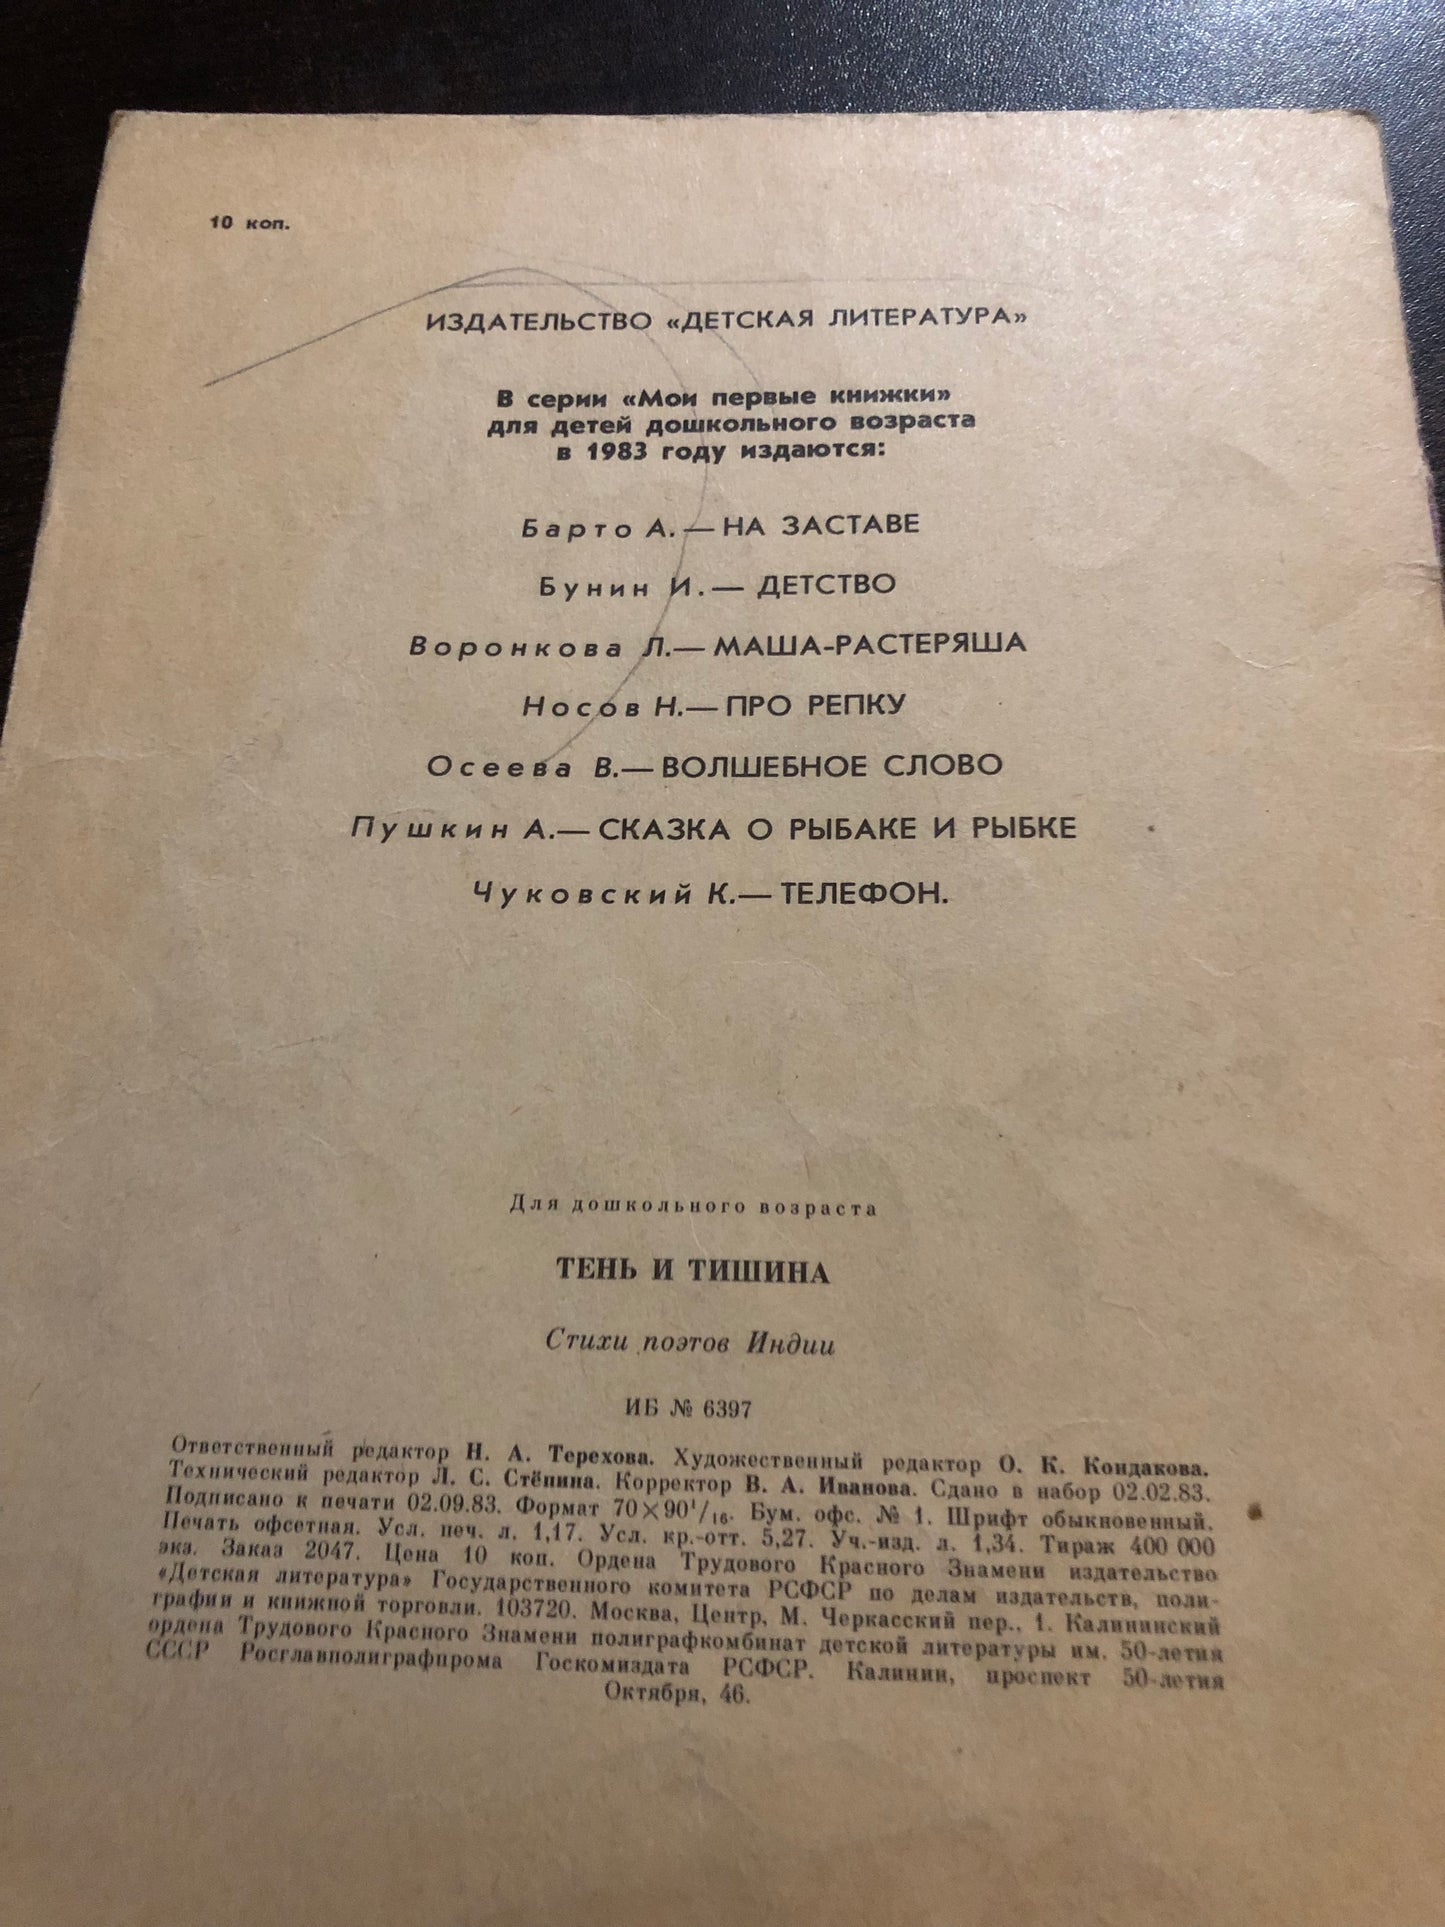 10 коп.
ИЗДАТЕЛЬСТВО «ДЕТСКАЯ ЛИТЕРАТУРА»
В серии «Мои первые книжки»
для детей дошкольного возраста
в 1983 году издаются:
Барто А.— НА ЗАСТАВЕ
Бунин И.— ДЕТСТВО
Воронкова Л.— МАША-РАСТЕРЯША
Носов Н.— ПРО РЕПКУ
Осеева В.— ВОЛШЕБНОЕ СЛОВО
Пушкин А.— СКАЗКА О РЫБАКЕ И РЫБКЕ
Чуковский К.— ТЕЛЕФОН.
Для дошкольного возраста
ТЕНЬ И ТИШИНА
Стихи поэтов Индии
ИБ № 6397
Ответственный редактор Н. А. Терехова. Художественный редактор О. К. Кондакова.
Технический редактор Л. С. Стёпина. Корректор В. А. Иванова. Сдано в набор 02.02.83.
Подписано к печати 02.09.83. Формат 70×90¹/₁₆. Бум. офс. № 1. Шрифт обыкновенный.
Печать офсетная. Усл. печ. л. 1,17. Усл. кр.-отт. 5,27. Уч.-изд. л. 1,34. Тираж 400 000
экз. Заказ 2047. Цена 10 коп. Ордена Трудового Красного Знамени издательство
«Детская литература» Государственного комитета РСФСР по делам издательств, поли-
графии и книжной торговли. 103720. Москва, Центр, М. Черкасский пер., 1. Калининский
ордена Трудового Красного Знамени полиграфкомбинат детской литературы им. 50-летия
СССР Росглавполиграфпрома Госкомиздата РСФСР. Калинин, проспект 50-летия
Октября, 46.